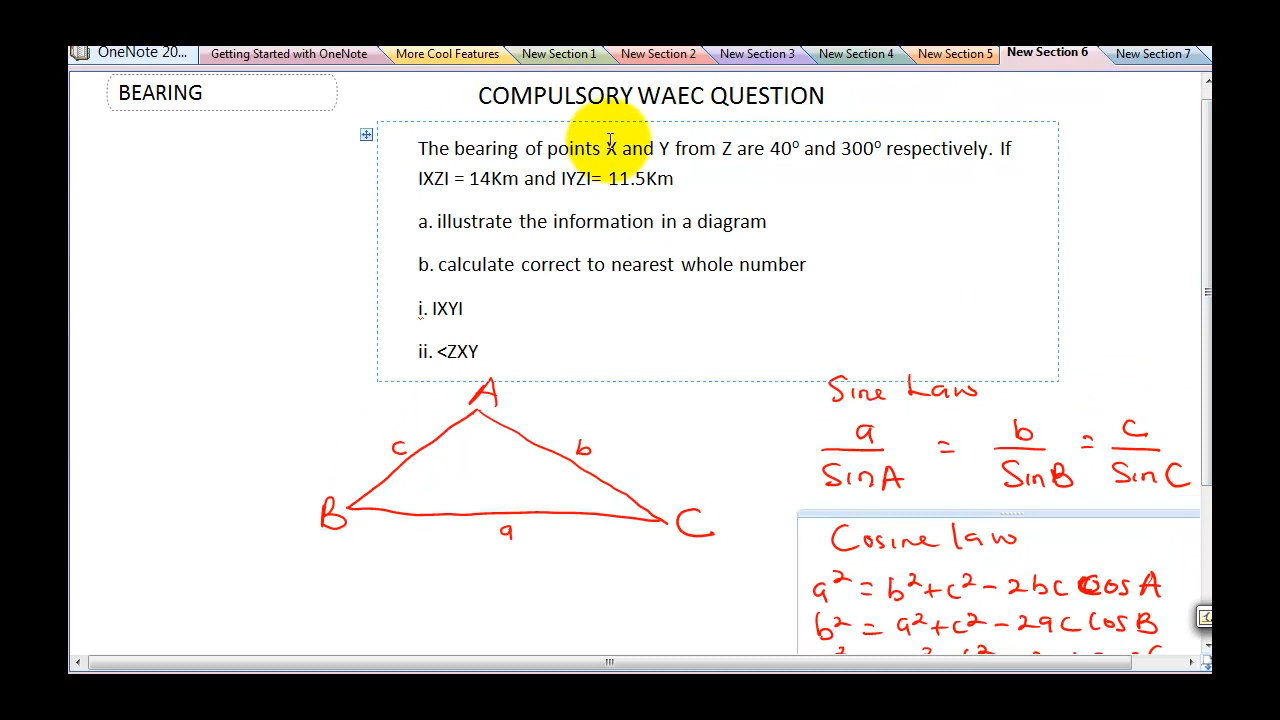 OneNote 20...
Getting Started with OneNote
More Cool Features
New Section 1
New Section 2
New Section 3
New Section 4
New Section 5
New Section 6
New Section 7
BEARING
COMPULSORY WAEC QUESTION
The bearing of points X and Y from Z are 40º and 300º respectively. If
IXZI = 14Km and IYZI= 11.5Km
a. illustrate the information in a diagram
b. calculate correct to nearest whole number
i. IXYI
ii. <ZXY
A
c
b
B
a
C
Sine Law
a/SinA = b/SinB = c/SinC
Cosine law
a² = b²+c²-2bc cos A
b² = a²+c²-2ac cosB